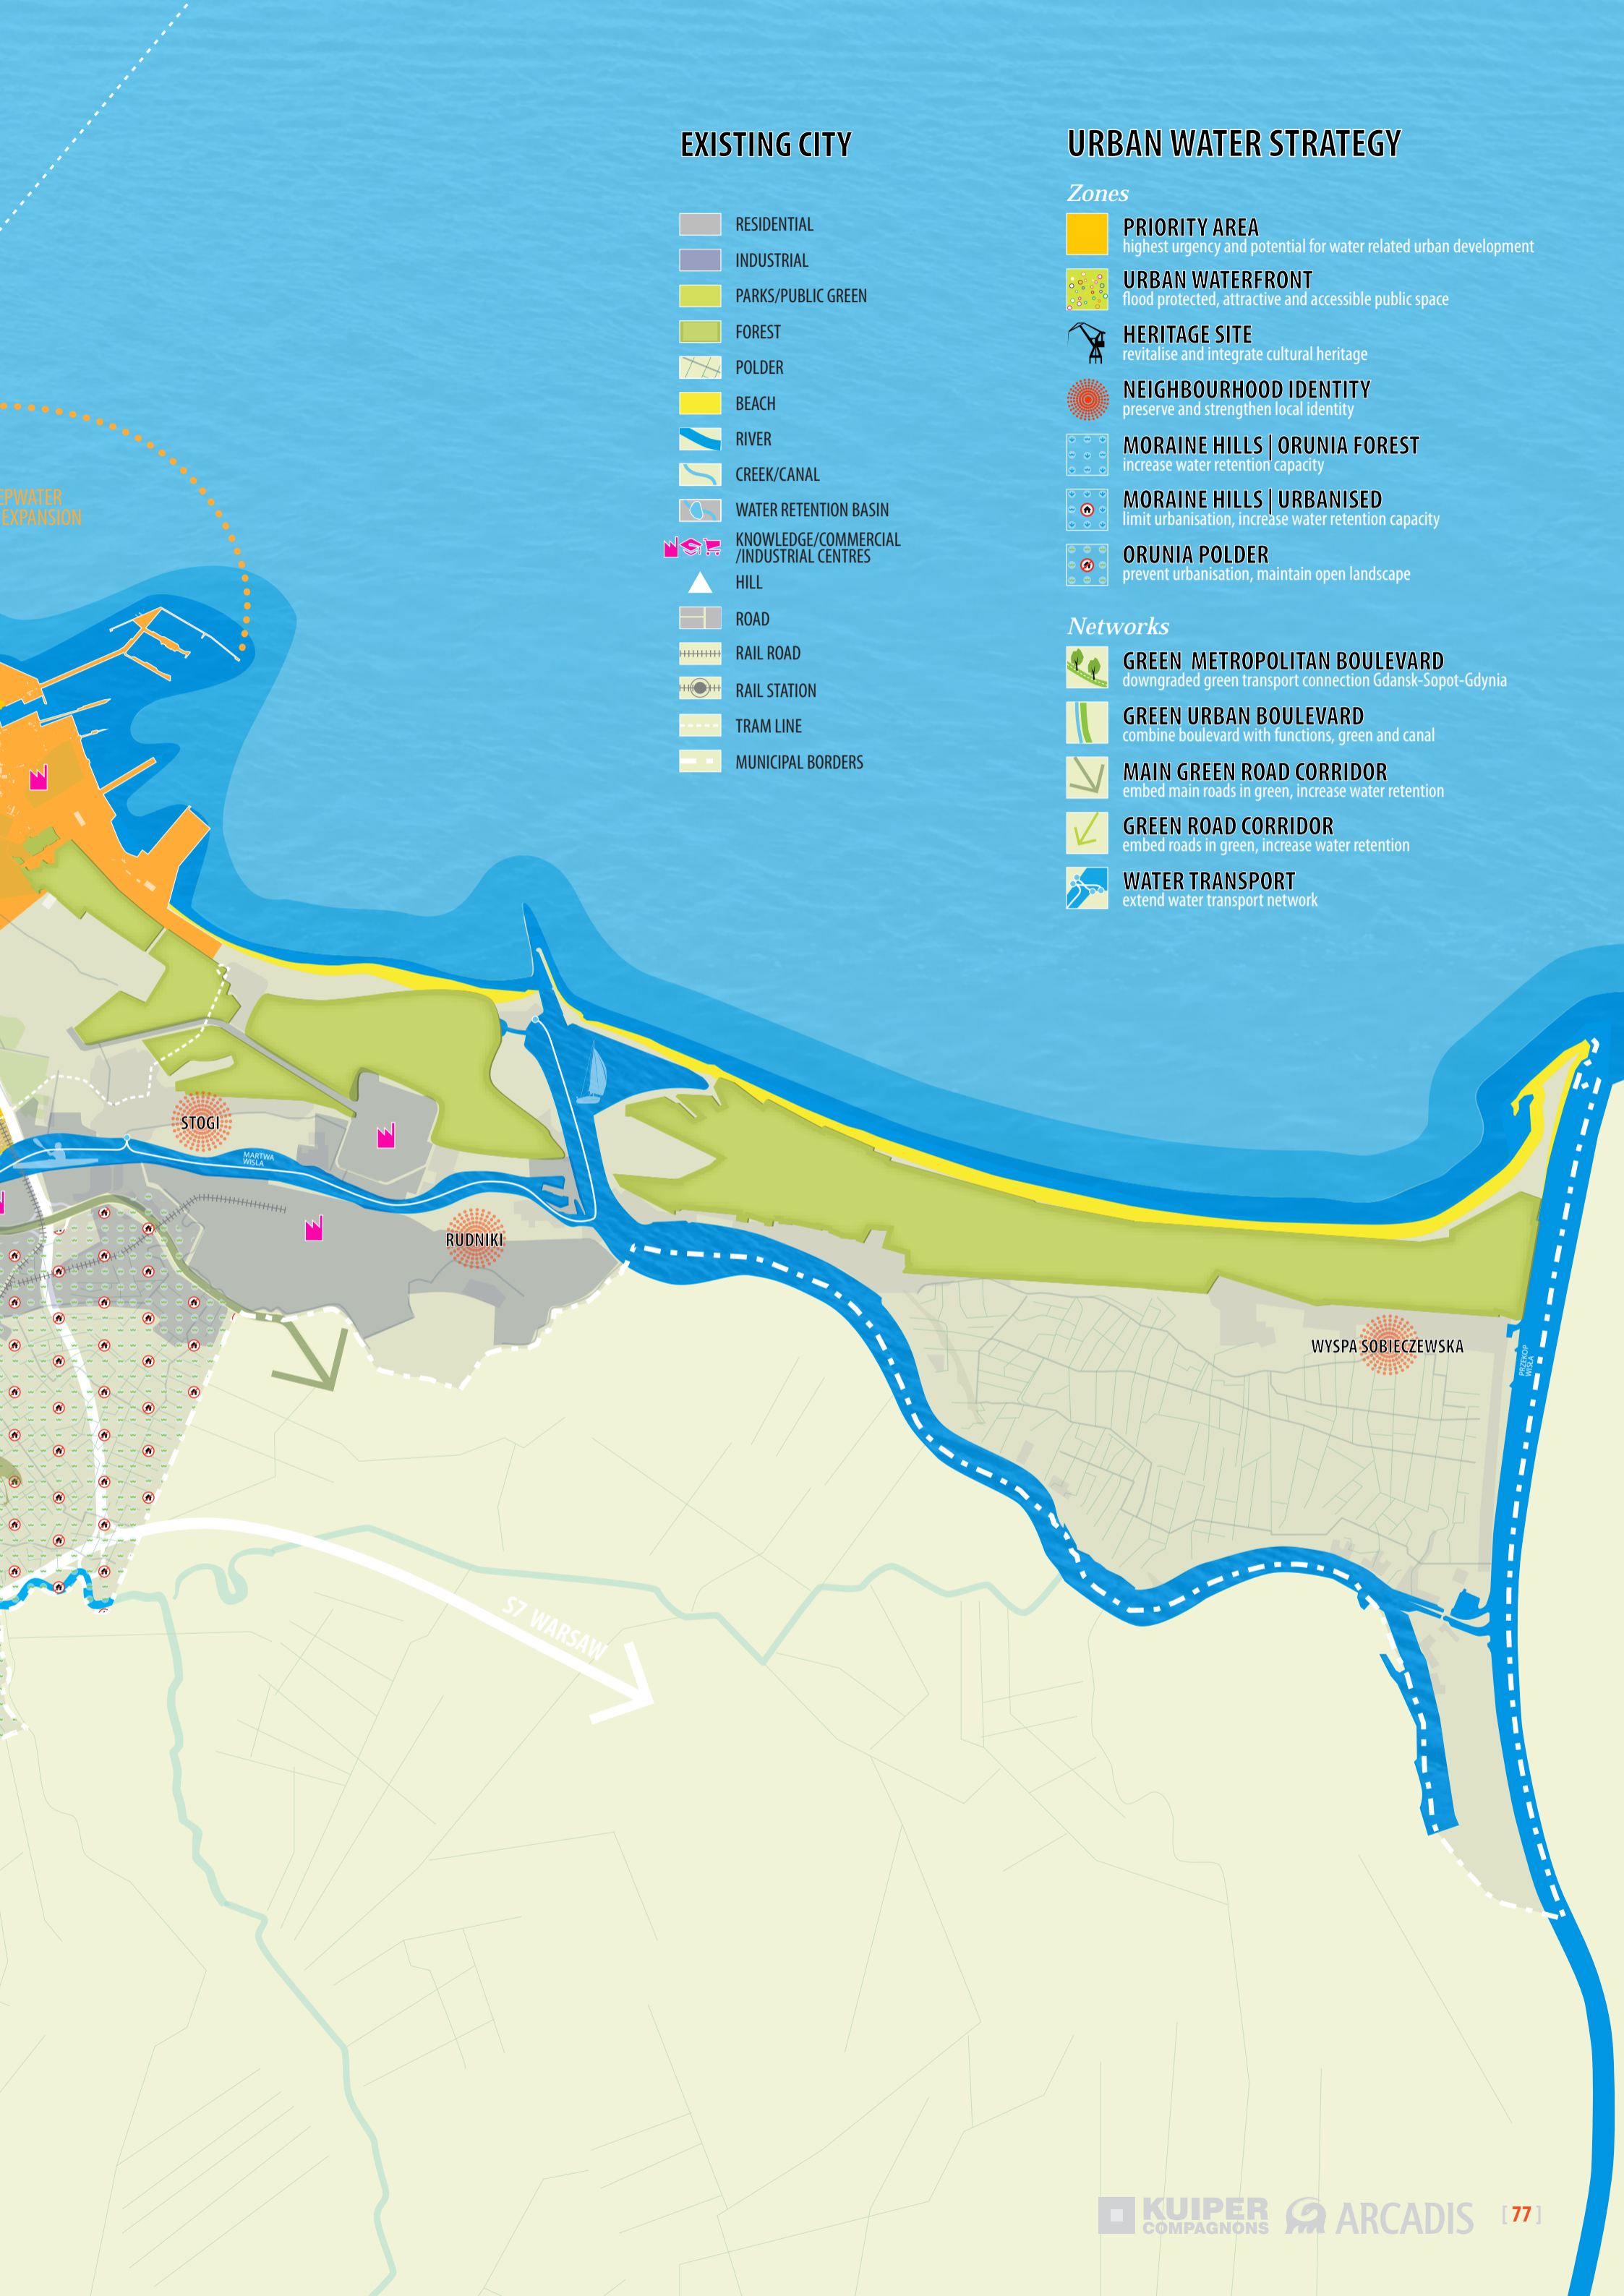 EXISTING CITY
RESIDENTIAL
INDUSTRIAL
PARKS/PUBLIC GREEN
FOREST
POLDER
BEACH
RIVER
CREEK/CANAL
WATER RETENTION BASIN
KNOWLEDGE/COMMERCIAL
/INDUSTRIAL CENTRES
HILL
ROAD
RAIL ROAD
RAIL STATION
TRAM LINE
MUNICIPAL BORDERS
URBAN WATER STRATEGY
Zones
PRIORITY AREA
highest urgency and potential for water related urban development
URBAN WATERFRONT
flood protected, attractive and accessible public space
HERITAGE SITE
revitalise and integrate cultural heritage
NEIGHBOURHOOD IDENTITY
preserve and strengthen local identity
MORAINE HILLS | ORUNIA FOREST
increase water retention capacity
MORAINE HILLS | URBANISED
limit urbanisation, increase water retention capacity
ORUNIA POLDER
prevent urbanisation, maintain open landscape
Networks
GREEN METROPOLITAN BOULEVARD
downgraded green transport connection Gdansk-Sopot-Gdynia
GREEN URBAN BOULEVARD
combine boulevard with functions, green and canal
MAIN GREEN ROAD CORRIDOR
embed main roads in green, increase water retention
GREEN ROAD CORRIDOR
embed roads in green, increase water retention
WATER TRANSPORT
extend water transport network
EPWATER
EXPANSION
STOGI
MARTWA
WISLA
RUDNIKI
WYSPA SOBIECZEWSKA
PRZEKOP
WISLA
S7 WARSAW
KUIPER
COMPAGNONS
ARCADIS
[ 77 ]